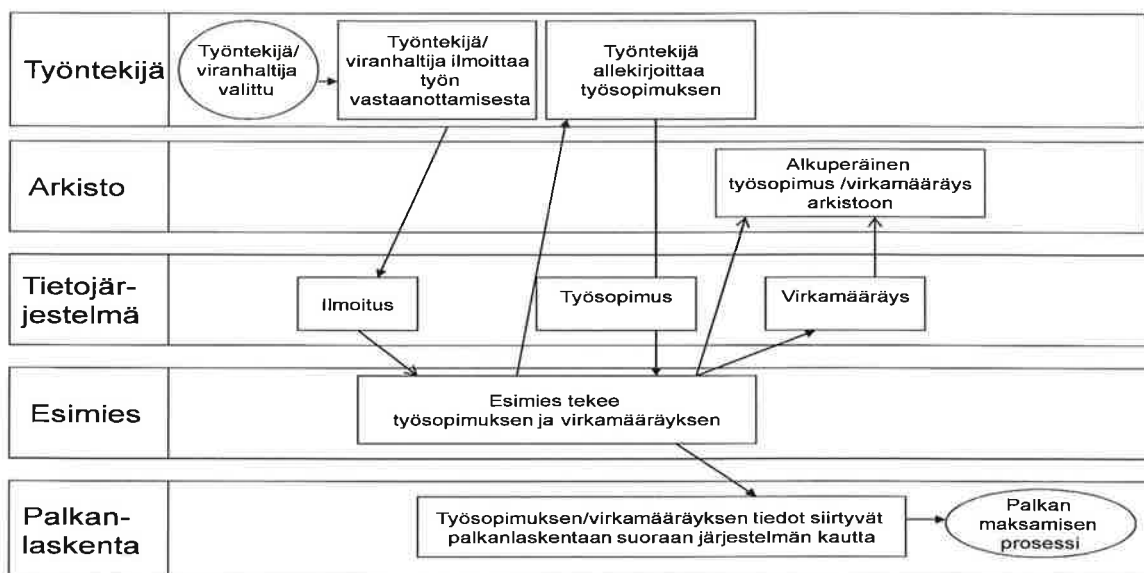 Työntekijä
Työntekijä/
viranhaltija
valittu
Työntekijä/
viranhaltija ilmoittaa
työn
vastaanottamisesta
Työntekijä
allekirjoittaa
työsopimuksen
Arkisto
Alkuperäinen
työsopimus /virkamääräys
arkistoon
Tietojär-
jestelmä
Ilmoitus
Työsopimus
Virkamääräys
Esimies
Esimies tekee
työsopimuksen ja virkamääräyksen
Palkan-
laskenta
Työsopimuksen/virkamääräyksen tiedot siirtyvät
palkanlaskentaan suoraan järjestelmän kautta
Palkan
maksamisen
prosessi